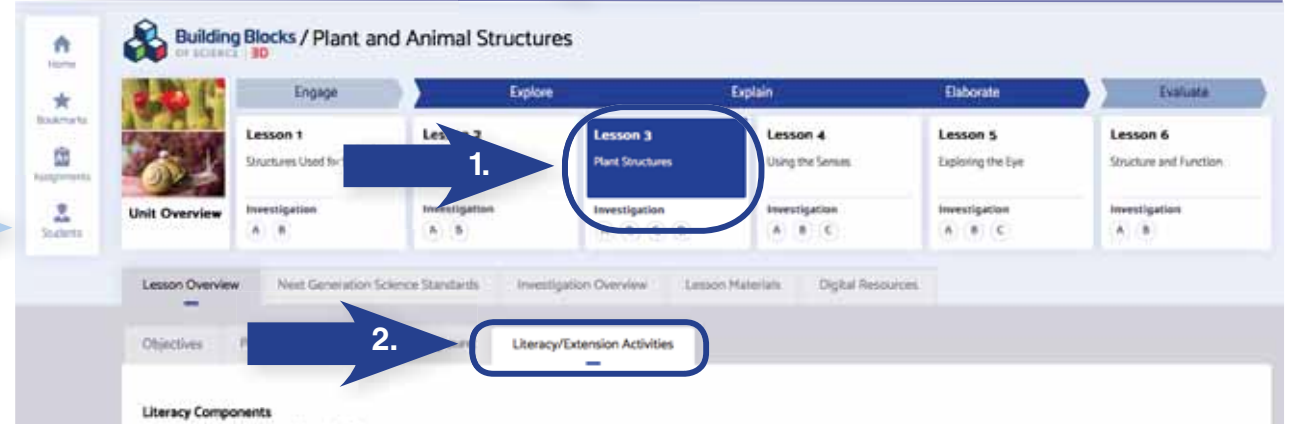 Building Blocks / Plant and Animal Structures
OF SCIENCE 3D
Home
Bookmarks
Assignments
Students
Engage
Explore
Explain
Elaborate
Evaluate
Unit Overview
Lesson 1
Structures Used for
Investigation
A B
Lesson 2
1.
Investigation
A B
Lesson 3
Plant Structures
Investigation
Lesson 4
Using the Senses
Investigation
A B C
Lesson 5
Exploring the Eye
Investigation
A B C
Lesson 6
Structure and Function
Investigation
A B
Lesson Overview Next Generation Science Standards Investigation Overview Lesson Materials Digital Resources
Objectives 2. Literacy/Extension Activities
Literacy Components